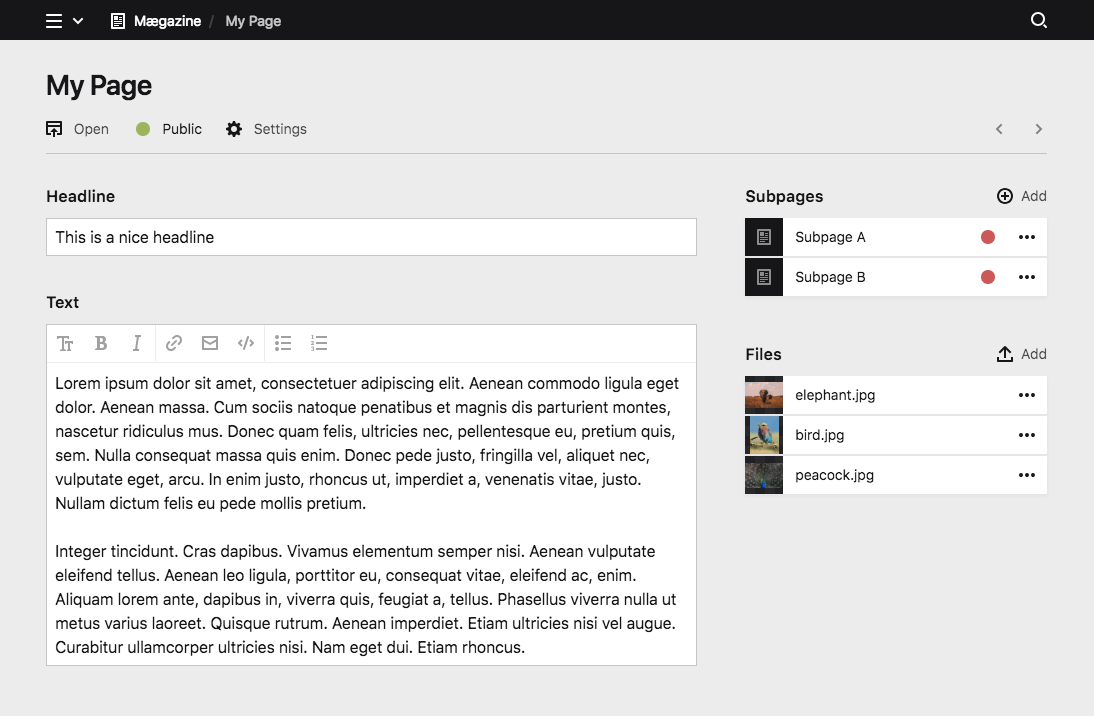 Mægazine / My Page
My Page
Open Public Settings
Headline
This is a nice headline
Text
Lorem ipsum dolor sit amet, consectetuer adipiscing elit. Aenean commodo ligula eget
dolor. Aenean massa. Cum sociis natoque penatibus et magnis dis parturient montes,
nascetur ridiculus mus. Donec quam felis, ultricies nec, pellentesque eu, pretium quis,
sem. Nulla consequat massa quis enim. Donec pede justo, fringilla vel, aliquet nec,
vulputate eget, arcu. In enim justo, rhoncus ut, imperdiet a, venenatis vitae, justo.
Nullam dictum felis eu pede mollis pretium.
Integer tincidunt. Cras dapibus. Vivamus elementum semper nisi. Aenean vulputate
eleifend tellus. Aenean leo ligula, porttitor eu, consequat vitae, eleifend ac, enim.
Aliquam lorem ante, dapibus in, viverra quis, feugiat a, tellus. Phasellus viverra nulla ut
metus varius laoreet. Quisque rutrum. Aenean imperdiet. Etiam ultricies nisi vel augue.
Curabitur ullamcorper ultricies nisi. Nam eget dui. Etiam rhoncus.
Subpages Add
Subpage A
Subpage B
Files Add
elephant.jpg
bird.jpg
peacock.jpg